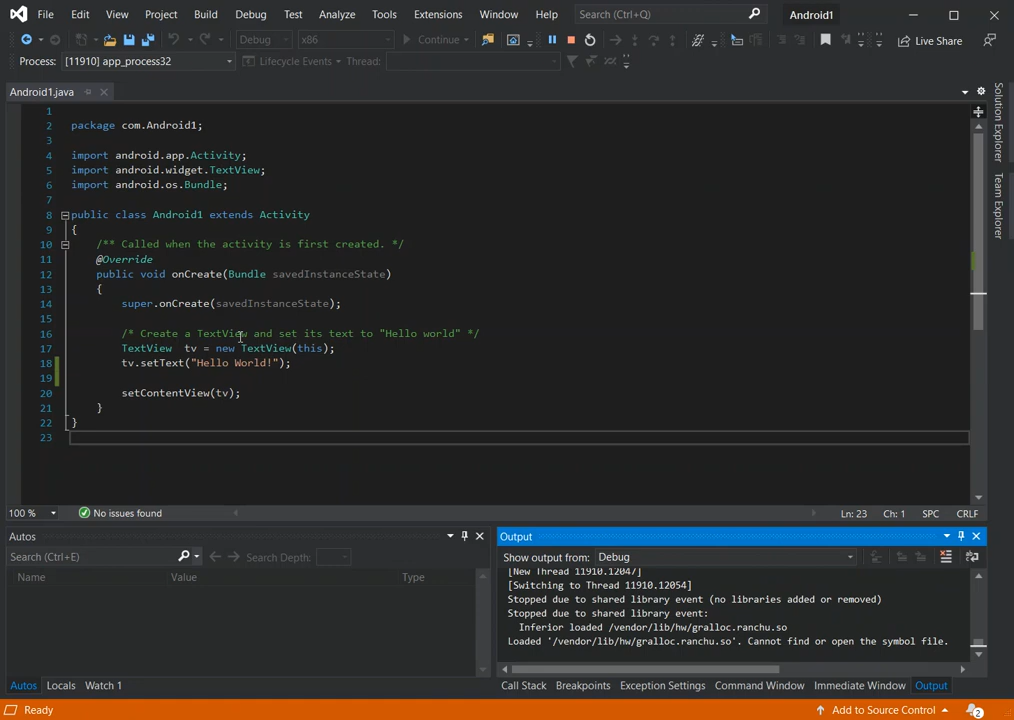 File Edit View Project Build Debug Test Analyze Tools Extensions Window Help Search (Ctrl+Q) Android1
Debug x86 Continue Live Share
Process: [11910] app_process32 Lifecycle Events Thread:
Android1.java
1
2 package com.Android1;
3
4 import android.app.Activity;
5 import android.widget.TextView;
6 import android.os.Bundle;
7
8 public class Android1 extends Activity
9 {
10 /** Called when the activity is first created. */
11 @Override
12 public void onCreate(Bundle savedInstanceState)
13 {
14 super.onCreate(savedInstanceState);
15
16 /* Create a TextView and set its text to "Hello world" */
17 TextView tv = new TextView(this);
18 tv.setText("Hello World!");
19
20 setContentView(tv);
21 }
22 }
23
Solution Explorer
Team Explorer
100 % No issues found Ln: 23 Ch: 1 SPC CRLF
Autos
Search (Ctrl+E) Search Depth:
Name Value Type
Autos Locals Watch 1
Output
Show output from: Debug
[New Thread 11910.12047]
[Switching to Thread 11910.12054]
Stopped due to shared library event (no libraries added or removed)
Stopped due to shared library event:
Inferior loaded /vendor/lib/hw/gralloc.ranchu.so
Loaded '/vendor/lib/hw/gralloc.ranchu.so'. Cannot find or open the symbol file.
Call Stack Breakpoints Exception Settings Command Window Immediate Window Output
Ready Add to Source Control 2